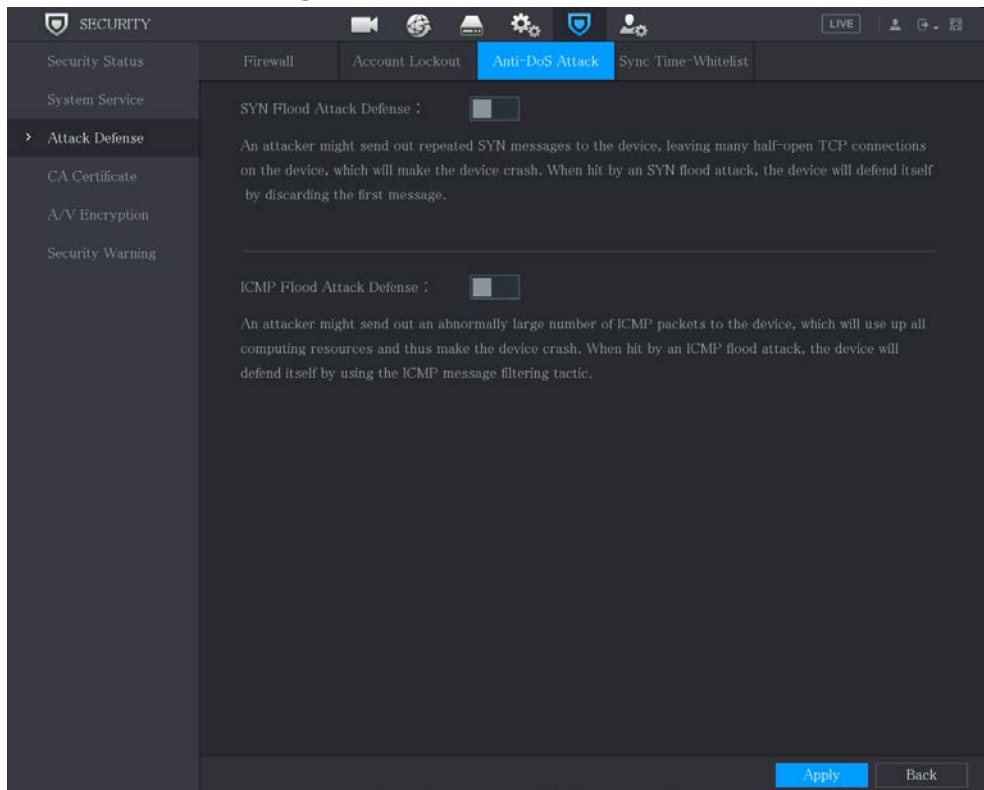 SECURITY
LIVE
Security Status
System Service
Attack Defense
CA Certificate
A/V Encryption
Security Warning
Firewall Account Lockout Anti-DoS Attack Sync Time-Whitelist
SYN Flood Attack Defense :
An attacker might send out repeated SYN messages to the device, leaving many half-open TCP connections
on the device, which will make the device crash. When hit by an SYN flood attack, the device will defend itself
by discarding the first message.
ICMP Flood Attack Defense :
An attacker might send out an abnormally large number of ICMP packets to the device, which will use up all
computing resources and thus make the device crash. When hit by an ICMP flood attack, the device will
defend itself by using the ICMP message filtering tactic.
Apply Back